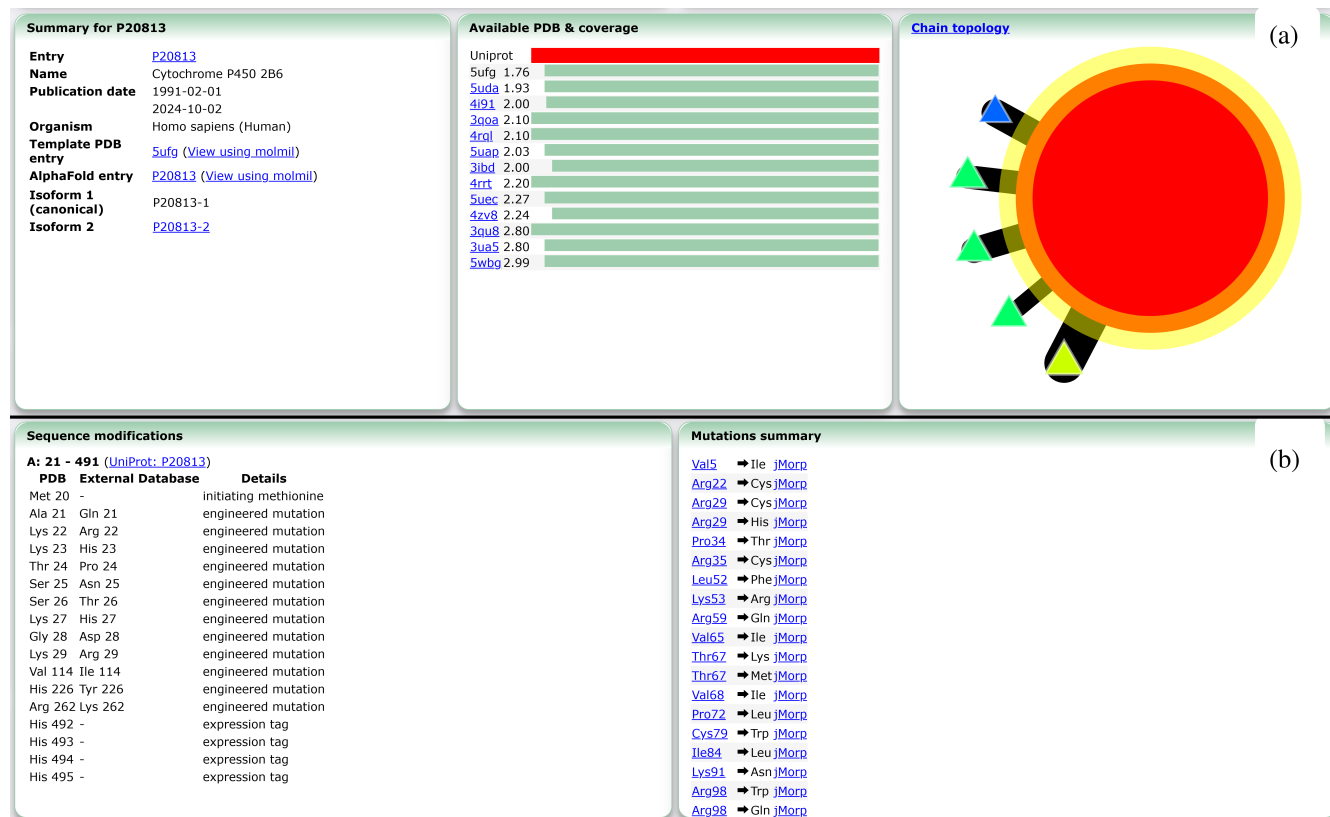 Summary for P20813
Entry P20813
Name Cytochrome P450 2B6
Publication date 1991-02-01
2024-10-02
Organism Homo sapiens (Human)
Template PDB
entry 5ufg (View using molmil)
AlphaFold entry P20813 (View using molmil)
Isoform 1
(canonical) P20813-1
Isoform 2 P20813-2
Available PDB & coverage
Uniprot
5ufg 1.76
5uda 1.93
4i91 2.00
3qoa 2.10
4rql 2.10
5uap 2.03
3ibd 2.00
4rrt 2.20
5uec 2.27
4zv8 2.24
3qu8 2.80
3ua5 2.80
5wbg 2.99
Chain topology
(a)
Sequence modifications
A: 21 - 491 (UniProt: P20813)
PDB External Database Details
Met 20 - initiating methionine
Ala 21 Gln 21 engineered mutation
Lys 22 Arg 22 engineered mutation
Lys 23 His 23 engineered mutation
Thr 24 Pro 24 engineered mutation
Ser 25 Asn 25 engineered mutation
Ser 26 Thr 26 engineered mutation
Lys 27 His 27 engineered mutation
Gly 28 Asp 28 engineered mutation
Lys 29 Arg 29 engineered mutation
Val 114 Ile 114 engineered mutation
His 226 Tyr 226 engineered mutation
Arg 262 Lys 262 engineered mutation
His 492 - expression tag
His 493 - expression tag
His 494 - expression tag
His 495 - expression tag
Mutations summary
(b)
Val5 ➡ Ile jMorp
Arg22 ➡ Cys jMorp
Arg29 ➡ Cys jMorp
Arg29 ➡ His jMorp
Pro34 ➡ Thr jMorp
Arg35 ➡ Cys jMorp
Leu52 ➡ Phe jMorp
Lys53 ➡ Arg jMorp
Arg59 ➡ Gln jMorp
Val65 ➡ Ile jMorp
Thr67 ➡ Lys jMorp
Thr67 ➡ Met jMorp
Val68 ➡ Ile jMorp
Pro72 ➡ Leu jMorp
Cys79 ➡ Trp jMorp
Ile84 ➡ Leu jMorp
Lys91 ➡ Asn jMorp
Arg98 ➡ Trp jMorp
Arg98 ➡ Gln jMorp